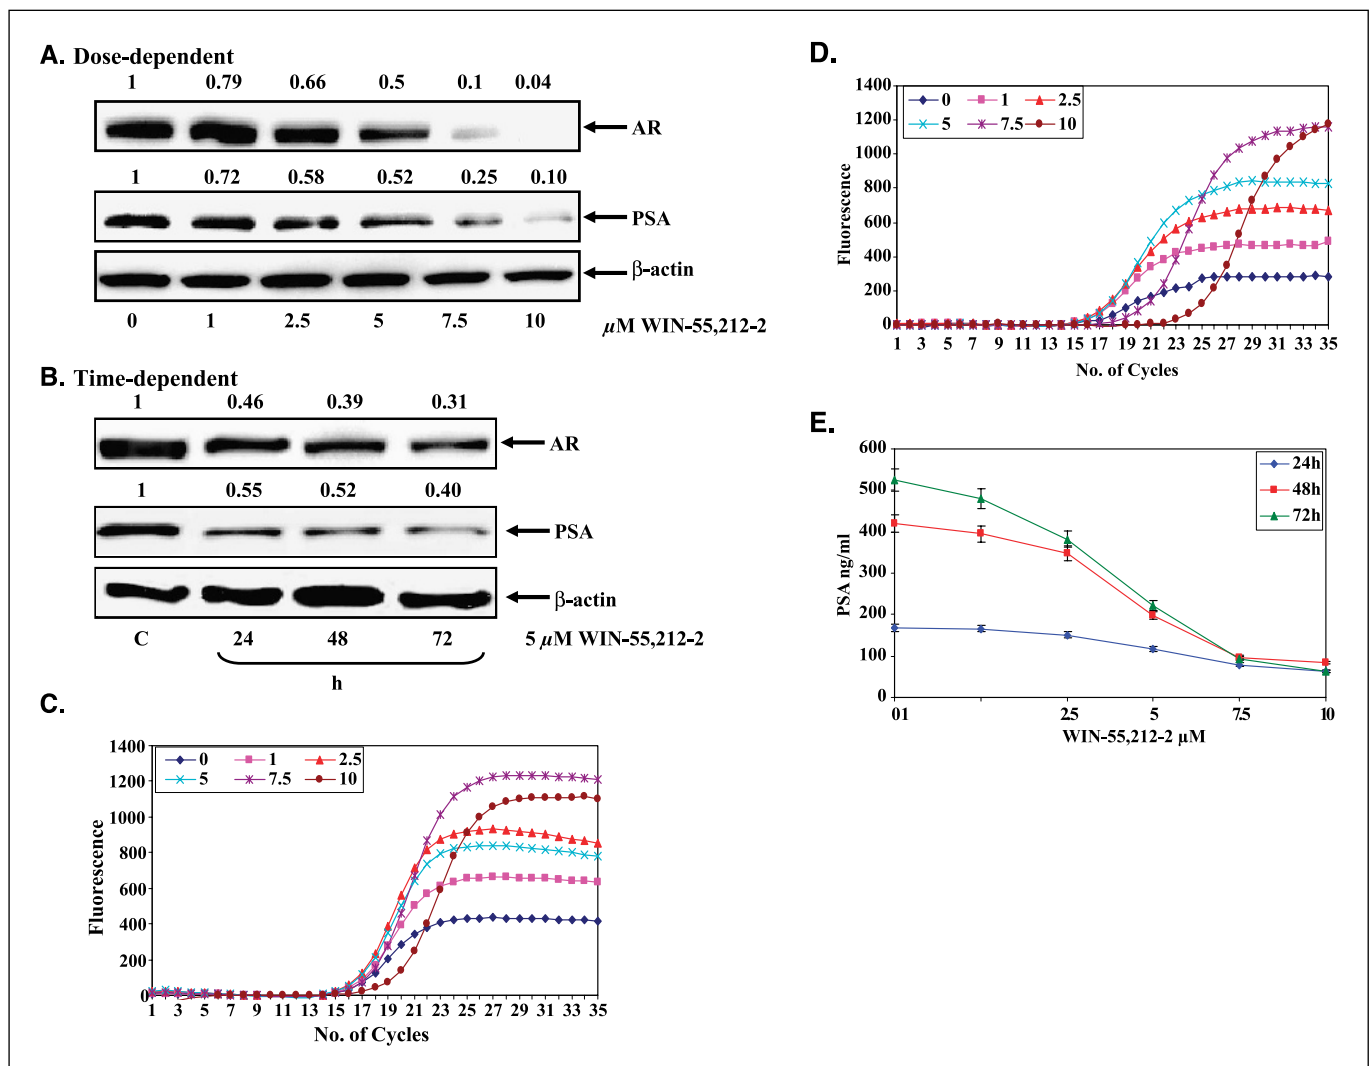 A. Dose-dependent
1 0.79 0.66 0.5 0.1 0.04
AR
1 0.72 0.58 0.52 0.25 0.10
PSA
β-actin
0 1 2.5 5 7.5 10 µM WIN-55,212-2
B. Time-dependent
1 0.46 0.39 0.31
AR
1 0.55 0.52 0.40
PSA
β-actin
C 24 48 72 5 µM WIN-55,212-2
h
C.
1400
1200
1000
800
600
400
200
0
0 1 2.5
5 7.5 10
Fluorescence
1 3 5 7 9 11 13 15 17 19 21 23 25 27 29 31 33 35
No. of Cycles
D.
1400
1200
1000
800
600
400
200
0
0 1 2.5
5 7.5 10
Fluorescence
1 3 5 7 9 11 13 15 17 19 21 23 25 27 29 31 33 35
No. of Cycles
E.
600
500
400
300
200
100
0
24h
48h
72h
PSA ng/ml
01 2.5 5 7.5 10
WIN-55,212-2 µM